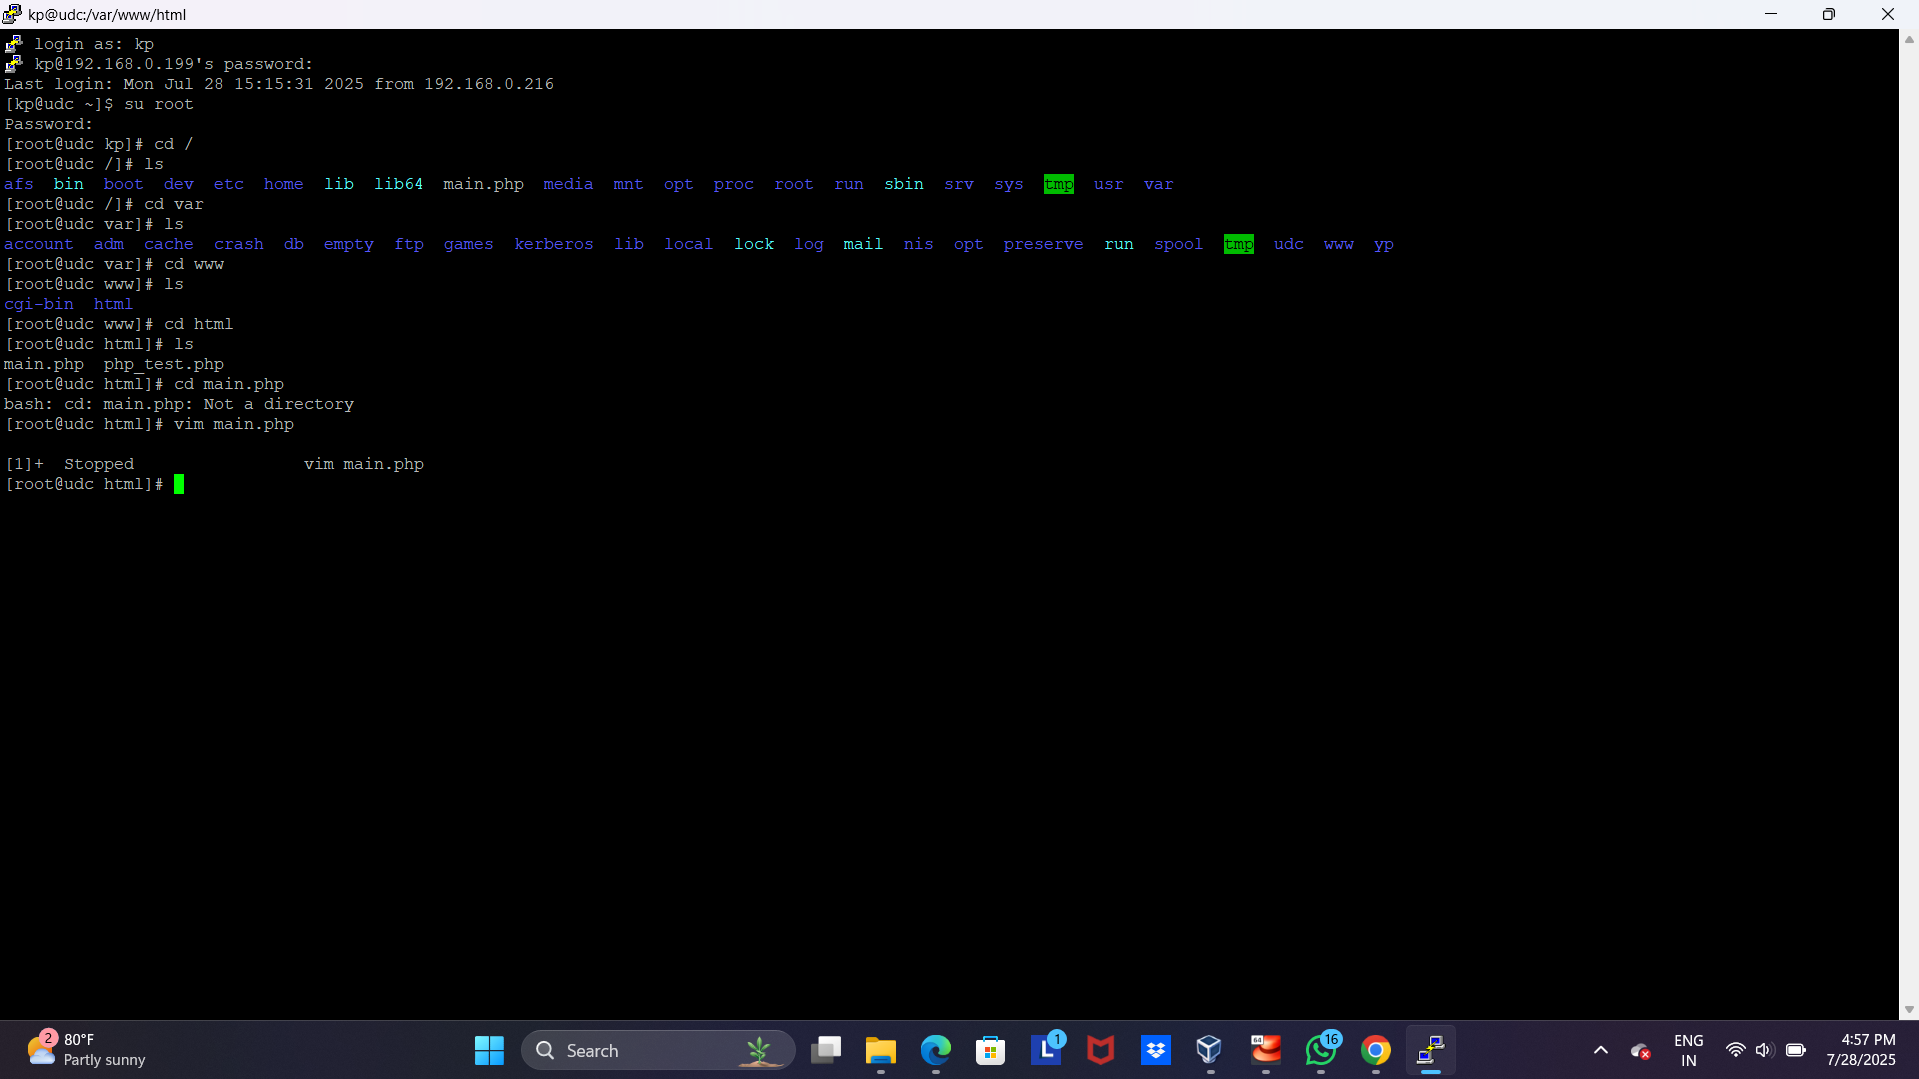 kp@udc:/var/www/html
login as: kp
kp@192.168.0.199's password:
Last login: Mon Jul 28 15:15:31 2025 from 192.168.0.216
[kp@udc ~]$ su root
Password:
[root@udc kp]# cd /
[root@udc /]# ls
afs bin boot dev etc home lib lib64 main.php media mnt opt proc root run sbin srv sys tmp usr var
[root@udc /]# cd var
[root@udc var]# ls
account adm cache crash db empty ftp games kerberos lib local lock log mail nis opt preserve run spool tmp udc www yp
[root@udc var]# cd www
[root@udc www]# ls
cgi-bin html
[root@udc www]# cd html
[root@udc html]# ls
main.php php_test.php
[root@udc html]# cd main.php
bash: cd: main.php: Not a directory
[root@udc html]# vim main.php
[1]+ Stopped vim main.php
[root@udc html]#
2
80°F
Partly sunny
Search
L
1
64
16
ENG
IN
4:57 PM
7/28/2025